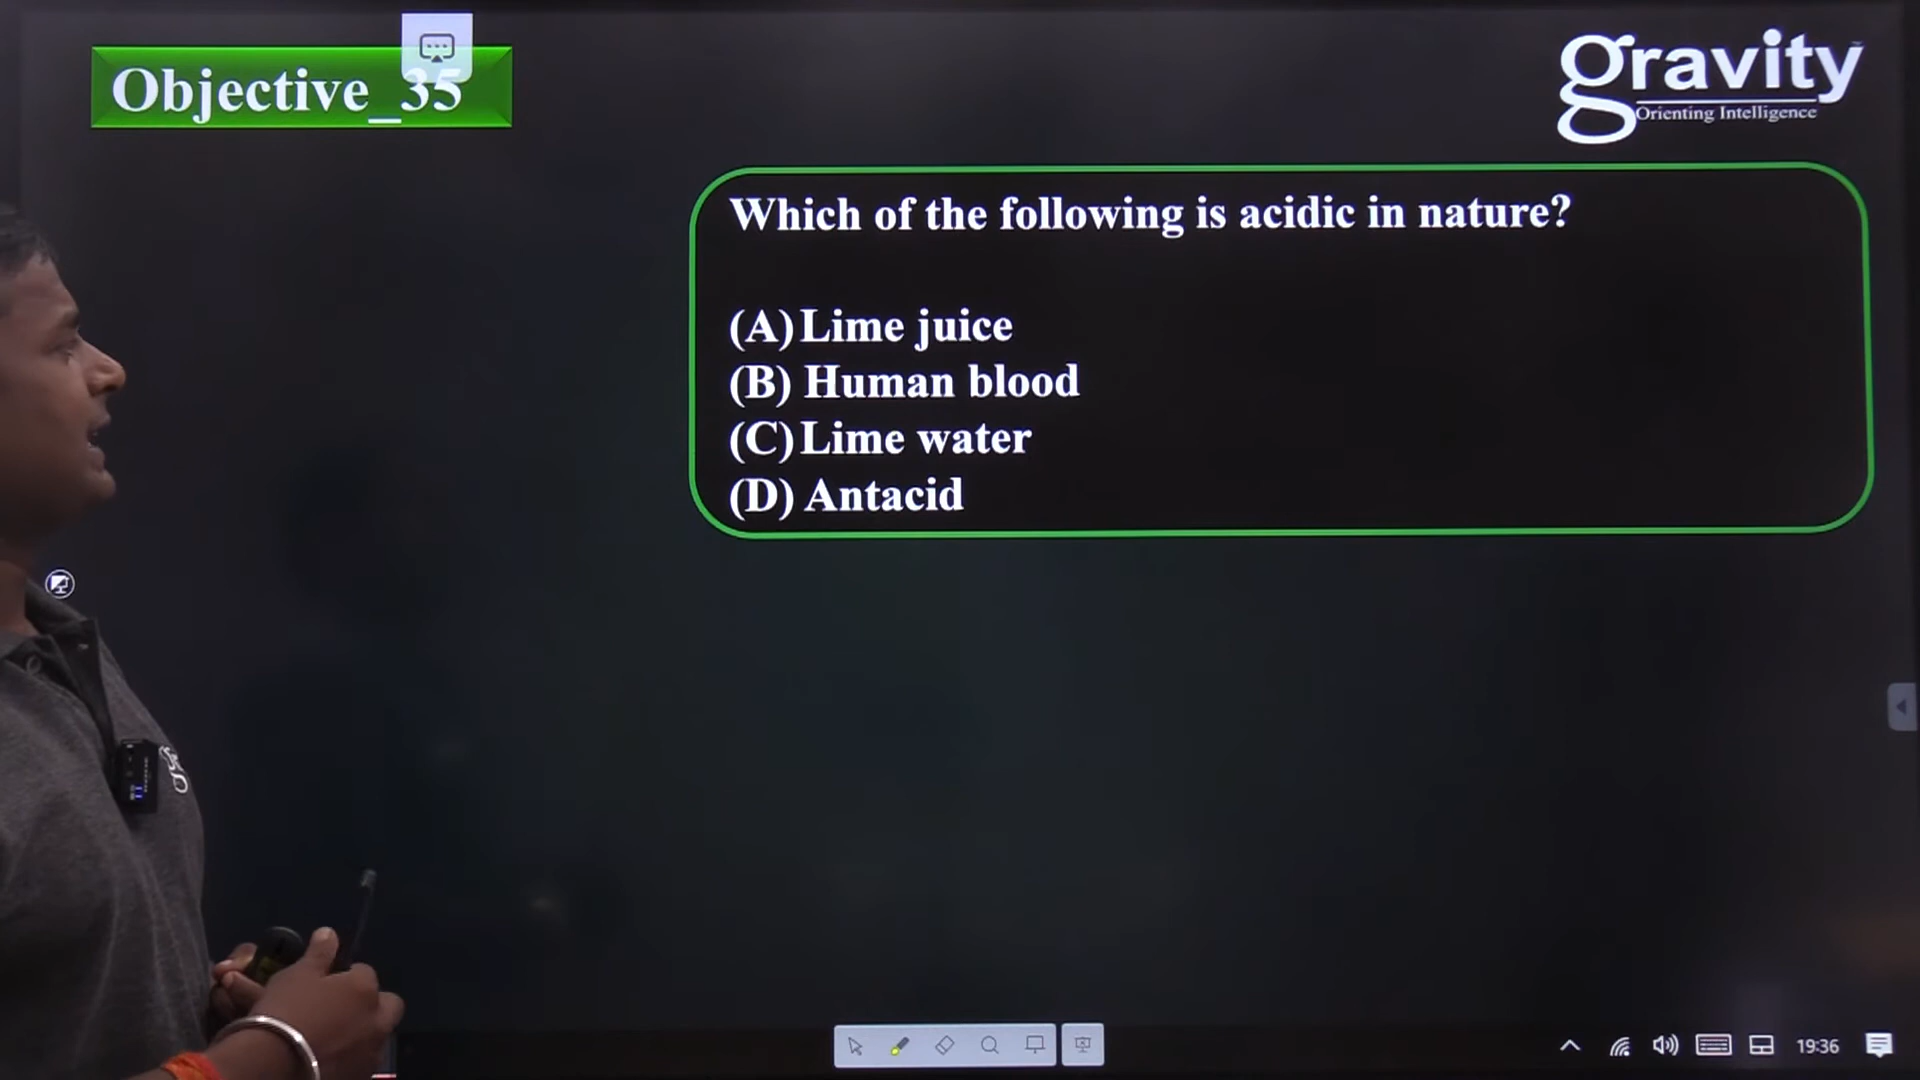 Objective_35
gravity
Orienting Intelligence
Which of the following is acidic in nature?
(A) Lime juice
(B) Human blood
(C) Lime water
(D) Antacid
19:36